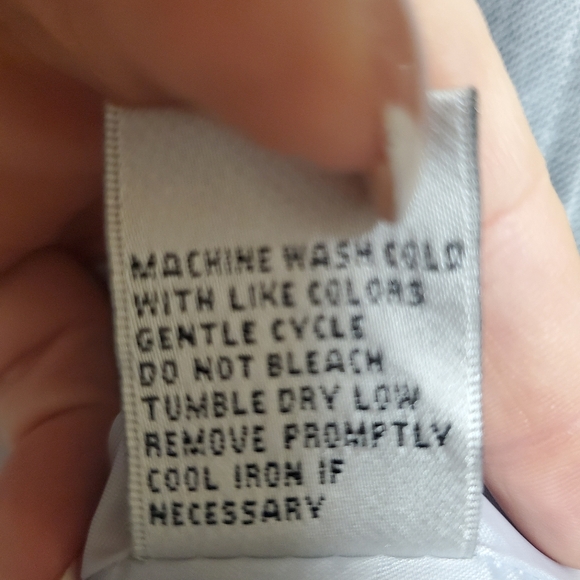 MACHINE WASH COLD
WITH LIKE COLORS
GENTLE CYCLE
DO NOT BLEACH
TUMBLE DRY LOW
REMOVE PROMPTLY
COOL IRON IF
NECESSARY